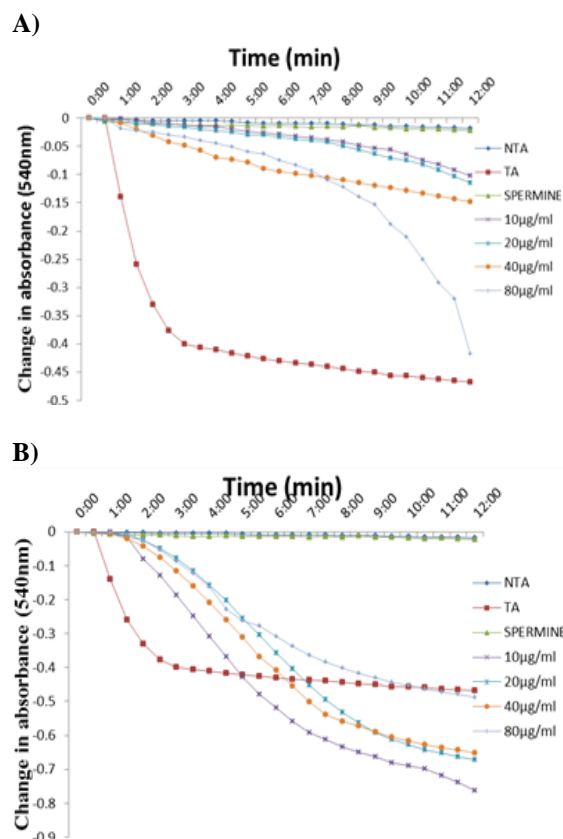 A)
Time (min)
0:00 1:00 2:00 3:00 4:00 5:00 6:00 7:00 8:00 9:00 10:00 11:00 12:00
0
-0.05
-0.1
-0.15
-0.2
-0.25
-0.3
-0.35
-0.4
-0.45
-0.5
Change in absorbance (540nm)
NTA
TA
SPERMINE
10µg/ml
20µg/ml
40µg/ml
80µg/ml
B)
Time (min)
0:00 1:00 2:00 3:00 4:00 5:00 6:00 7:00 8:00 9:00 10:00 11:00 12:00
0
-0.1
-0.2
-0.3
-0.4
-0.5
-0.6
-0.7
-0.8
-0.9
Change in absorbance (540nm)
NTA
TA
SPERMINE
10µg/ml
20µg/ml
40µg/ml
80µg/ml